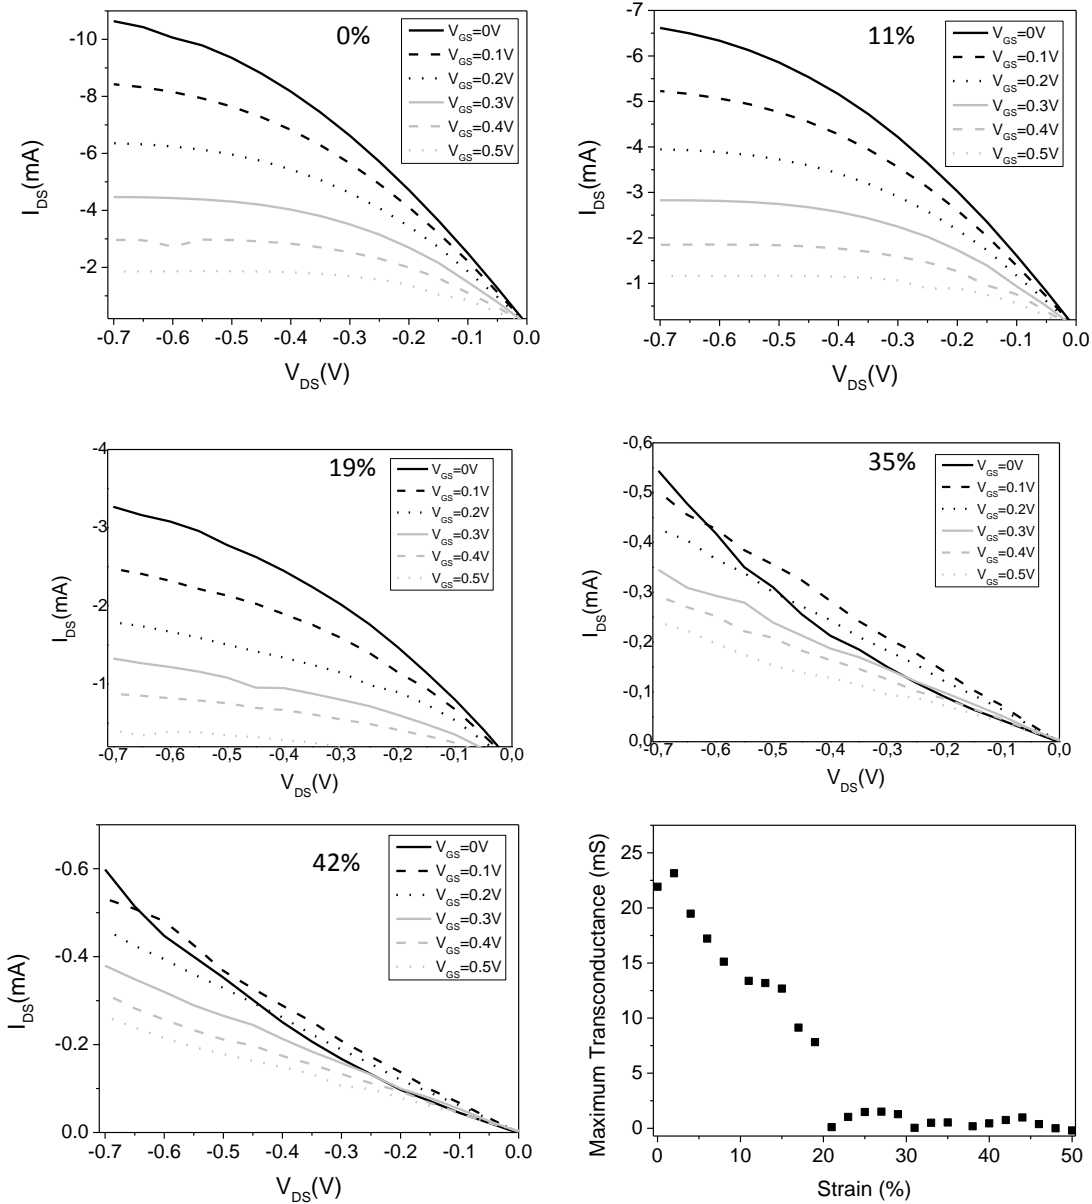 0%
V_GS=0V
V_GS=0.1V
V_GS=0.2V
V_GS=0.3V
V_GS=0.4V
V_GS=0.5V
-10
-8
-6
-4
-2
I_DS(mA)
-0.7 -0.6 -0.5 -0.4 -0.3 -0.2 -0.1 0.0
V_DS(V)
11%
V_GS=0V
V_GS=0.1V
V_GS=0.2V
V_GS=0.3V
V_GS=0.4V
V_GS=0.5V
-7
-6
-5
-4
-3
-2
-1
I_DS(mA)
-0.7 -0.6 -0.5 -0.4 -0.3 -0.2 -0.1 0.0
V_DS(V)
19%
V_GS=0V
V_GS=0.1V
V_GS=0.2V
V_GS=0.3V
V_GS=0.4V
V_GS=0.5V
-4
-3
-2
-1
I_DS(mA)
-0,7 -0,6 -0,5 -0,4 -0,3 -0,2 -0,1 0,0
V_DS(V)
35%
V_GS=0V
V_GS=0.1V
V_GS=0.2V
V_GS=0.3V
V_GS=0.4V
V_GS=0.5V
-0,6
-0,5
-0,4
-0,3
-0,2
-0,1
0,0
I_DS(mA)
-0,7 -0,6 -0,5 -0,4 -0,3 -0,2 -0,1 0,0
V_DS(V)
42%
V_GS=0V
V_GS=0.1V
V_GS=0.2V
V_GS=0.3V
V_GS=0.4V
V_GS=0.5V
-0.6
-0.4
-0.2
0.0
I_DS(mA)
-0.7 -0.6 -0.5 -0.4 -0.3 -0.2 -0.1 0.0
V_DS(V)
25
20
15
10
5
0
Maximum Transconductance (mS)
0 10 20 30 40 50
Strain (%)